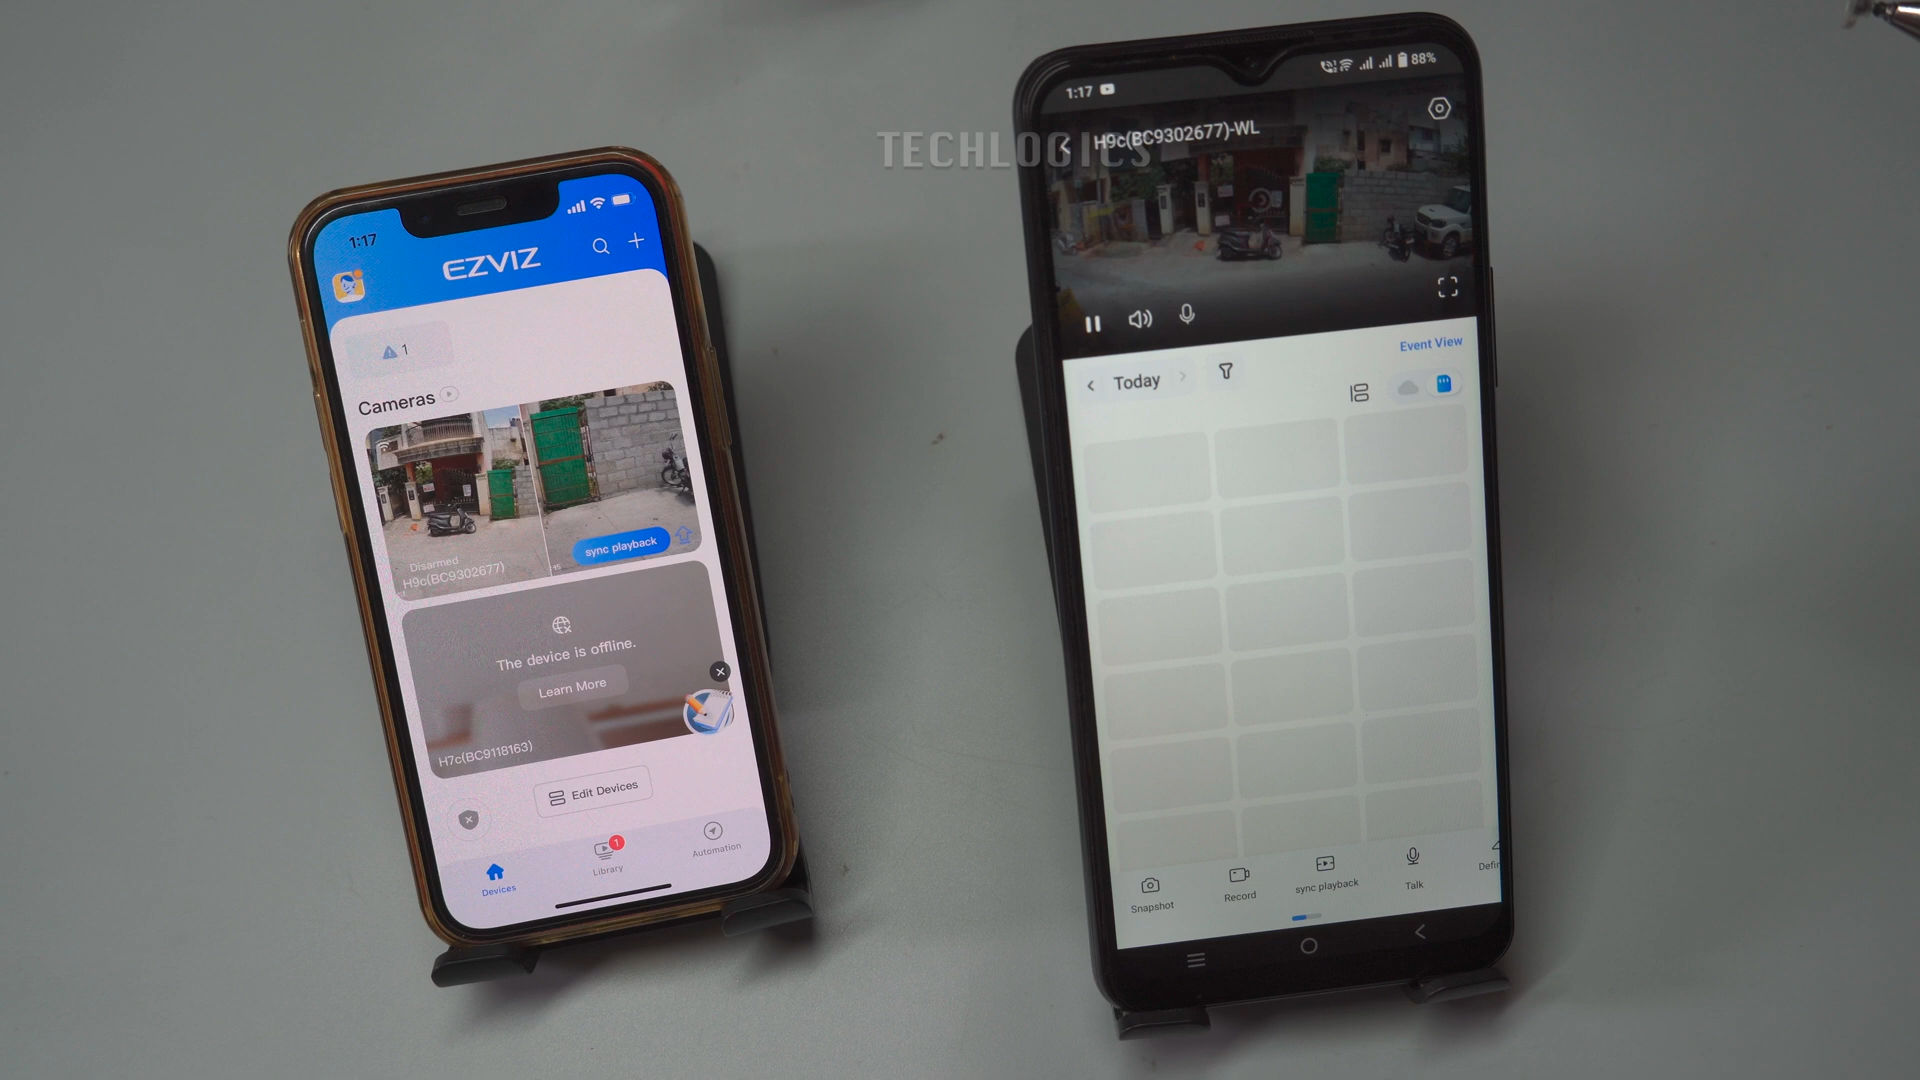 TECHLOGICS
1:17
EZVIZ
1
Cameras
sync playback
Disarmed
H9c(BC9302677)
The device is offline.
Learn More
H7c(BC9118163)
Edit Devices
Devices
Library
1
Automation
1:17
88%
H9c(BC9302677)-WL
Event View
Today
Snapshot
Record
sync playback
Talk
Defin